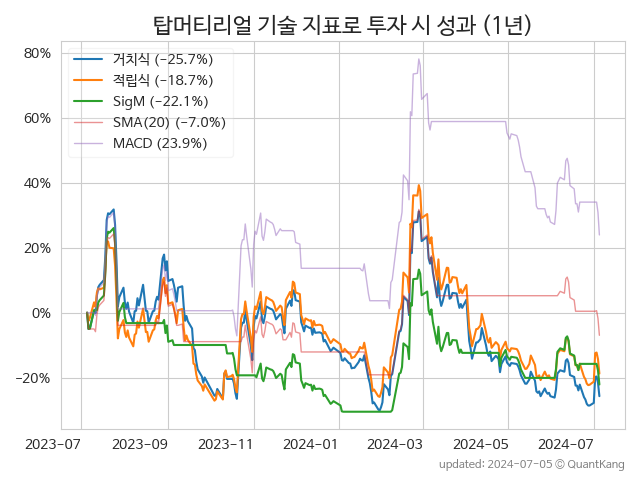 탑머티리얼 기술 지표로 투자 시 성과 (1년)
80%
60%
40%
20%
0%
−20%
거치식 (−25.7%)
적립식 (−18.7%)
SigM (−22.1%)
SMA(20) (−7.0%)
MACD (23.9%)
2023-07
2023-09
2023-11
2024-01
2024-03
2024-05
2024-07
updated: 2024-07-05 © QuantKang